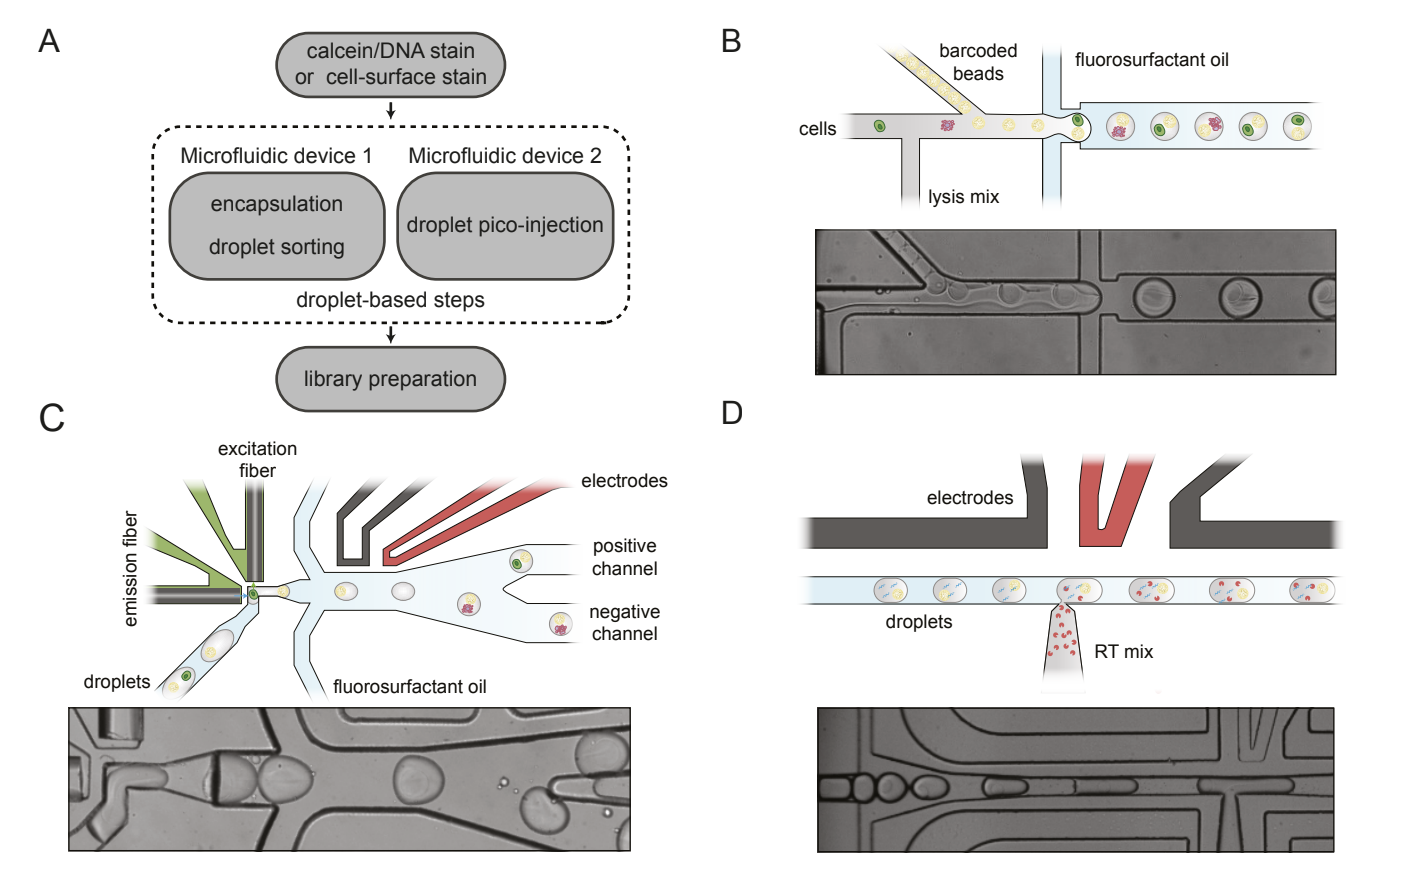 A
calcein/DNA stain
or cell-surface stain
Microfluidic device 1
Microfluidic device 2
encapsulation
droplet sorting
droplet pico-injection
droplet-based steps
library preparation
B
barcoded
beads
fluorosurfactant oil
cells
lysis mix
C
excitation
fiber
electrodes
emission fiber
positive
channel
negative
channel
droplets
fluorosurfactant oil
D
electrodes
droplets
RT mix